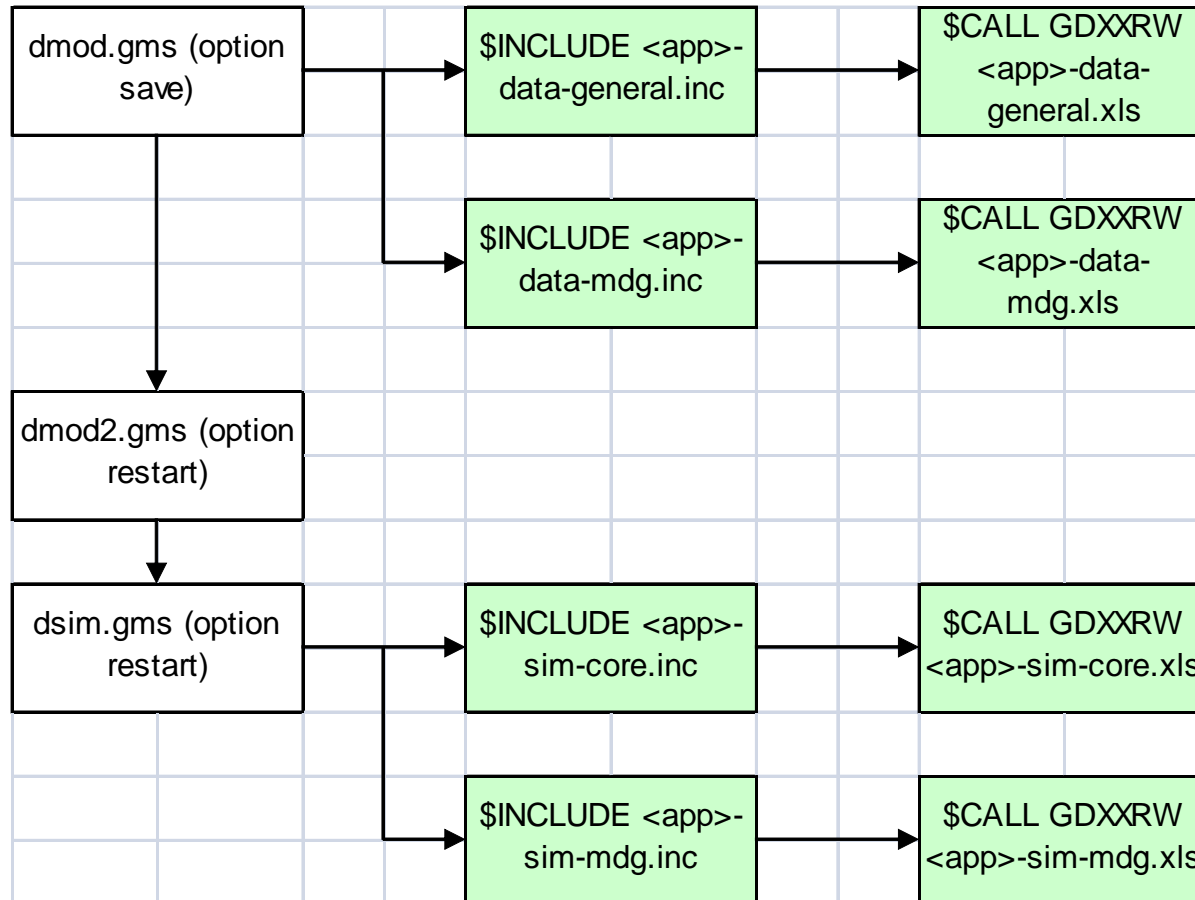 dmod.gms (option
save)
$INCLUDE <app>-
data-general.inc
$CALL GDXXRW
<app>-data-
general.xls
$INCLUDE <app>-
data-mdg.inc
$CALL GDXXRW
<app>-data-
mdg.xls
dmod2.gms (option
restart)
dsim.gms (option
restart)
$INCLUDE <app>-
sim-core.inc
$CALL GDXXRW
<app>-sim-core.xls
$INCLUDE <app>-
sim-mdg.inc
$CALL GDXXRW
<app>-sim-mdg.xls